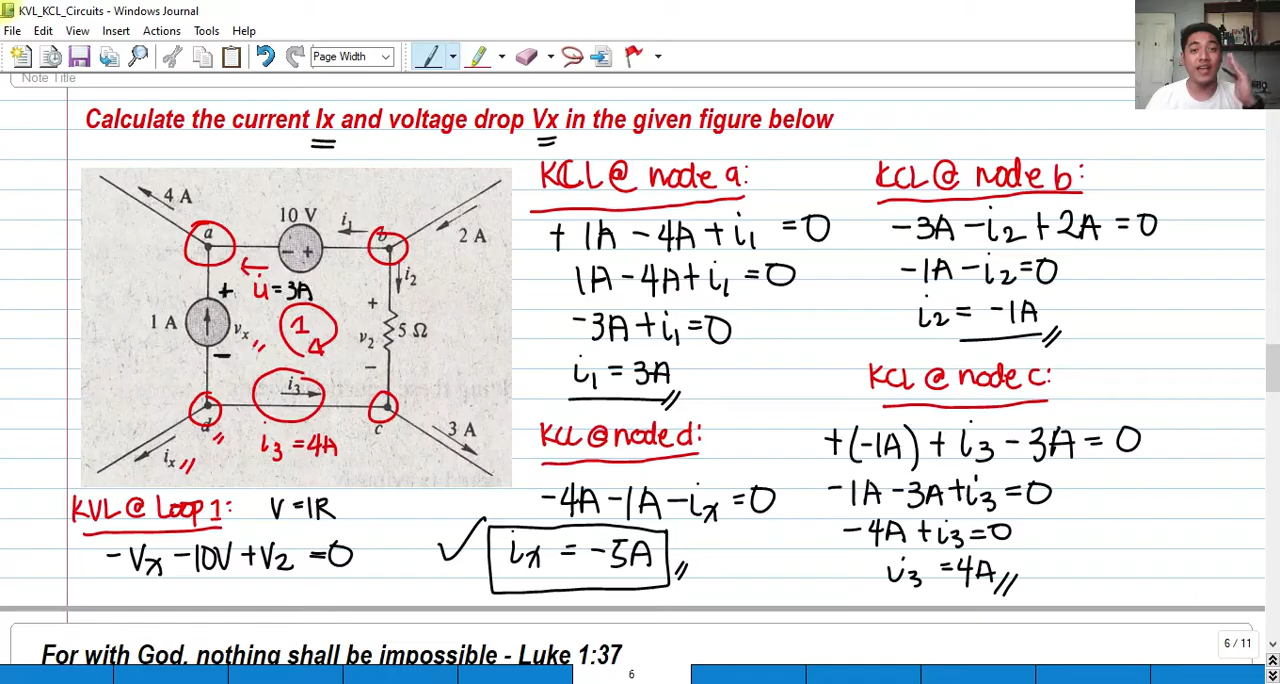 KVL_KCL_Circuits - Windows Journal
File Edit View Insert Actions Tools Help
Page Width
Note Title
Calculate the current Ix and voltage drop Vx in the given figure below
4 A
10 V
i1
2 A
a
b
i1 = 3A
i2
+
- +
+
1 A
vx
1
v2
5 Ω
-
-
i3
d
c
i3 = 4A
3 A
ix
KCL @ node a:
+ 1A - 4A + i1 = 0
1A - 4A + i1 = 0
-3A + i1 = 0
i1 = 3A
KCL @ node b:
-3A - i2 + 2A = 0
-1A - i2 = 0
i2 = -1A
KCL @ node c:
+(-1A) + i3 - 3A = 0
-1A - 3A + i3 = 0
-4A + i3 = 0
i3 = 4A
KCL @ node d:
-4A - 1A - ix = 0
ix = -5A
KVL @ Loop 1: V = IR
-Vx - 10V + V2 = 0
6 / 11
For with God, nothing shall be impossible - Luke 1:37
6